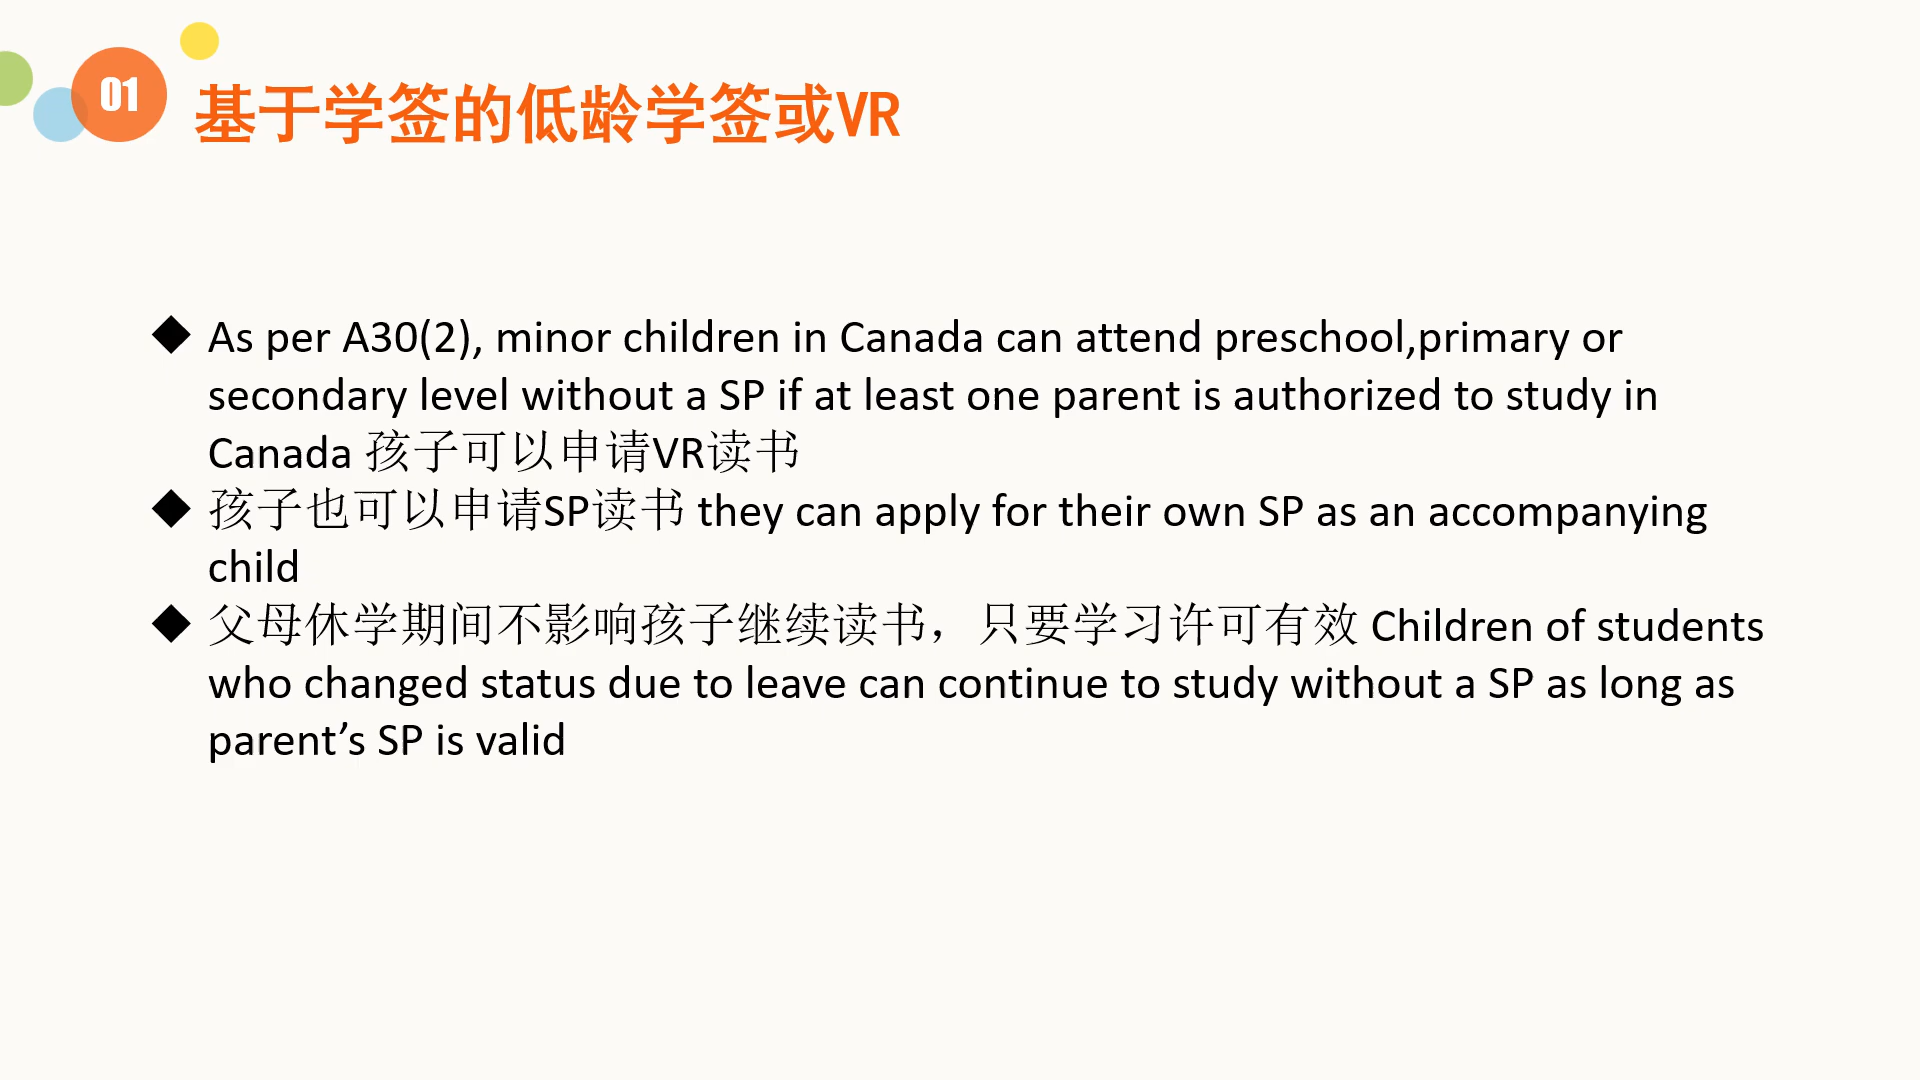 01
基于学签的低龄学签或VR
◆ As per A30(2), minor children in Canada can attend preschool,primary or
secondary level without a SP if at least one parent is authorized to study in
Canada 孩子可以申请VR读书
◆ 孩子也可以申请SP读书 they can apply for their own SP as an accompanying
child
◆ 父母休学期间不影响孩子继续读书，只要学习许可有效 Children of students
who changed status due to leave can continue to study without a SP as long as
parent’s SP is valid